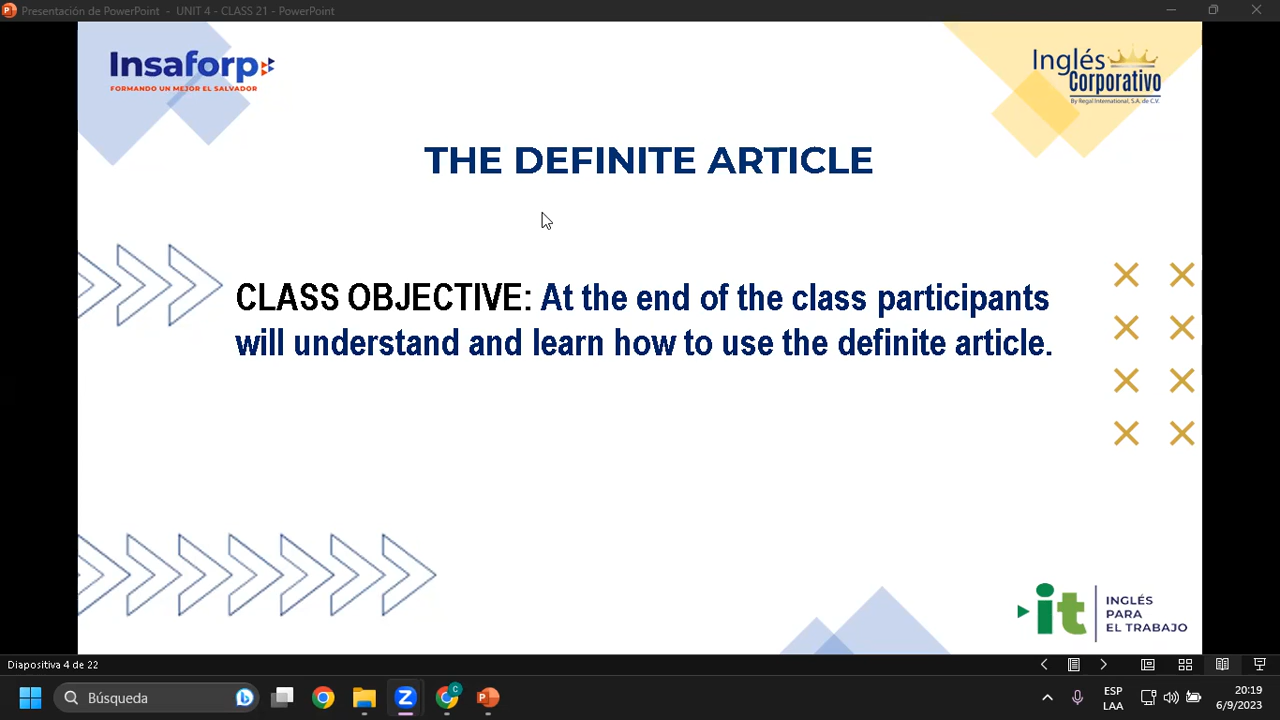 Presentación de PowerPoint - UNIT 4 - CLASS 21 - PowerPoint
Insaforp
FORMANDO UN MEJOR EL SALVADOR
Inglés
Corporativo
By Regal International, S.A. de C.V.
THE DEFINITE ARTICLE
CLASS OBJECTIVE: At the end of the class participants
will understand and learn how to use the definite article.
it
INGLÉS
PARA
EL TRABAJO
Diapositiva 4 de 22
Búsqueda
C
ESP
LAA
20:19
6/9/2023